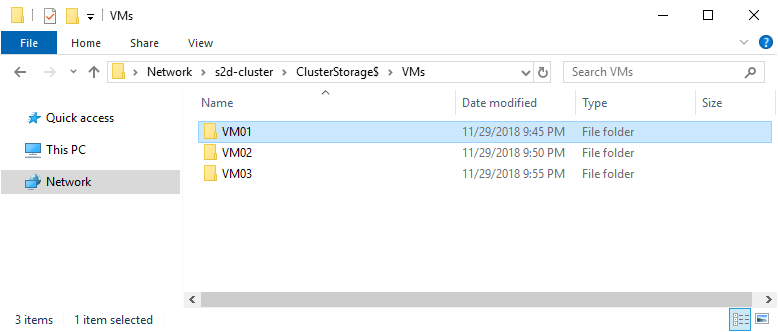 VMs
File Home Share View
Network › s2d-cluster › ClusterStorage$ › VMs Search VMs
Name Date modified Type Size
Quick access
This PC
Network
VM01 11/29/2018 9:45 PM File folder
VM02 11/29/2018 9:50 PM File folder
VM03 11/29/2018 9:55 PM File folder
3 items 1 item selected